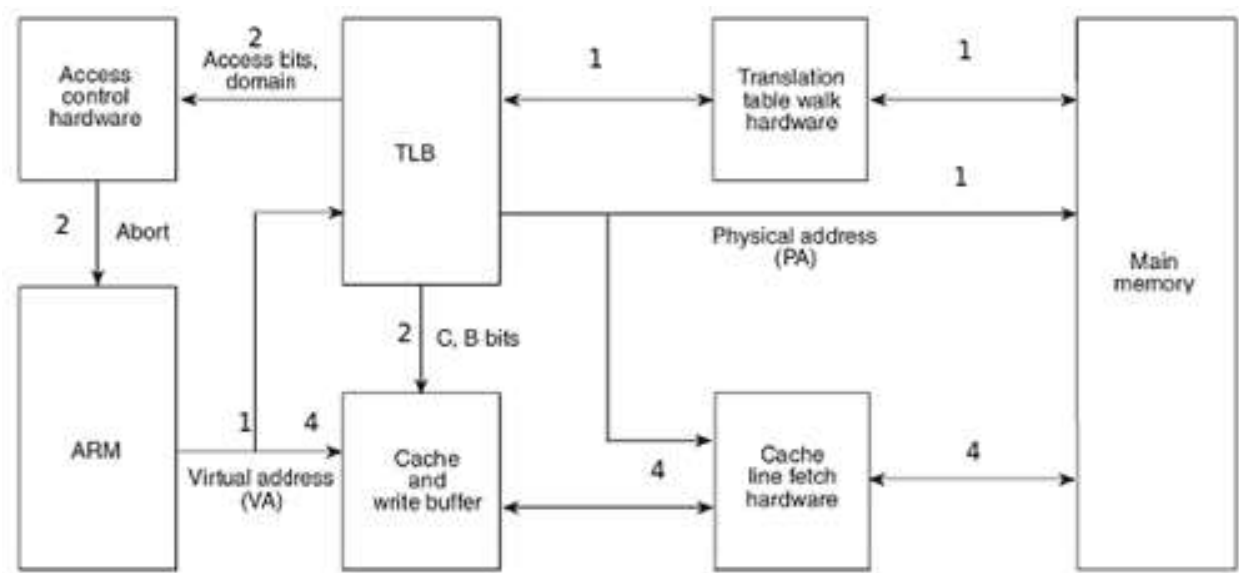 Access
control
hardware
2
Access bits,
domain
TLB
1
Translation
table walk
hardware
1
1
Physical address
(PA)
Main
memory
2
Abort
2
C, B bits
ARM
1
4
Virtual address
(VA)
Cache
and
write buffer
4
Cache
line fetch
hardware
4